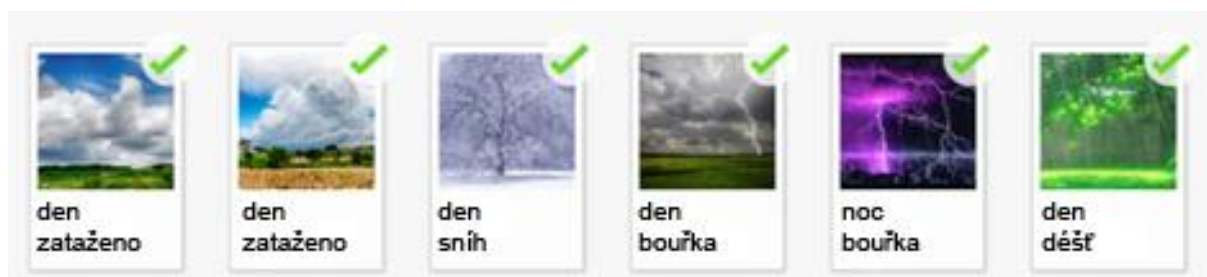 den
zataženo
den
zataženo
den
sníh
den
bouřka
noc
bouřka
den
déšť